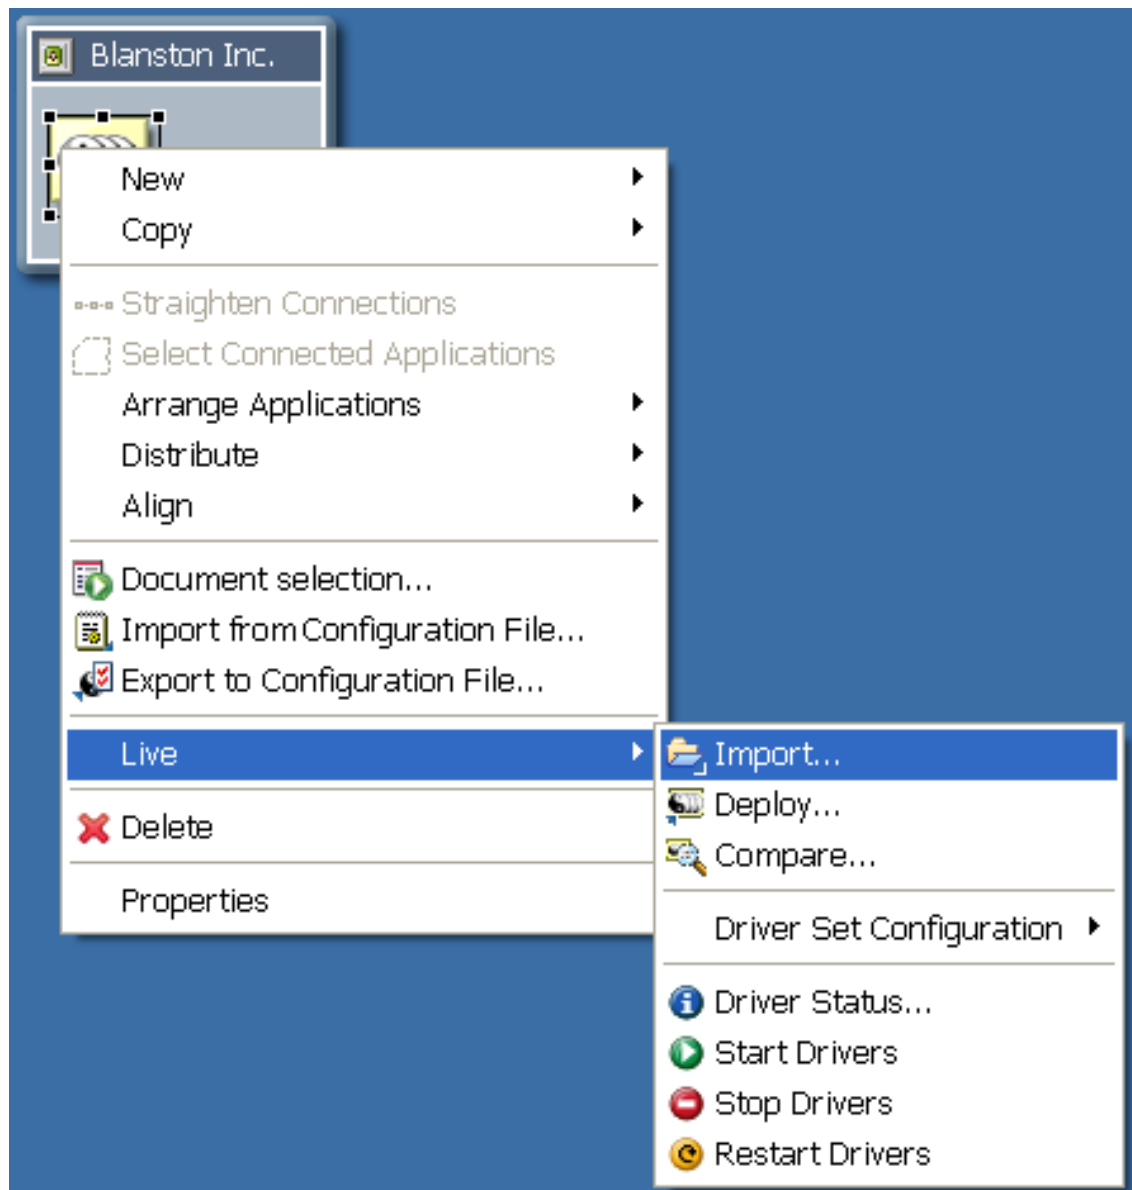 Blanston Inc.
New
Copy
Straighten Connections
Select Connected Applications
Arrange Applications
Distribute
Align
Document selection...
Import from Configuration File...
Export to Configuration File...
Live
Delete
Properties
Import...
Deploy...
Compare...
Driver Set Configuration
Driver Status...
Start Drivers
Stop Drivers
Restart Drivers